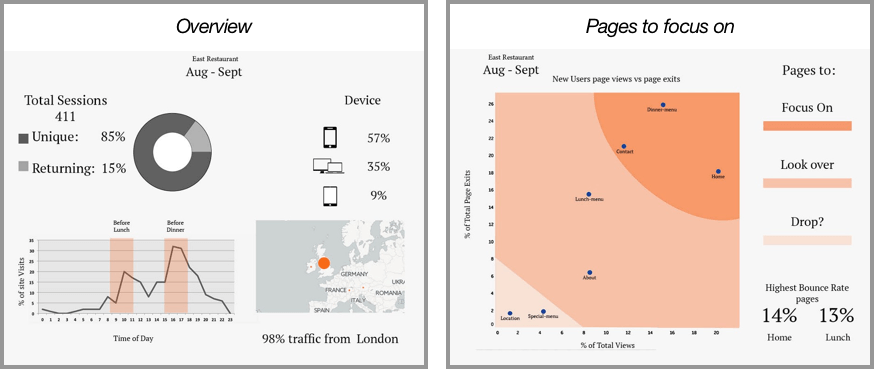 Overview
East Restaurant
Aug - Sept
Total Sessions
411
Unique: 85%
Returning: 15%
Device
57%
35%
9%
Before
Lunch
Before
Dinner
% of site Visits
35
30
25
20
15
10
5
0
0 1 2 3 4 5 6 7 8 9 10 11 12 13 14 15 16 17 18 19 20 21 22 23
Time of Day
GERMANY
FRANCE
ITALY
SPAIN
UKRA
ROMANIA
98% traffic from London
Pages to focus on
East Restaurant
Aug - Sept
New Users page views vs page exits
% of Total Page Exits
26
24
22
20
18
16
14
12
10
8
6
4
2
0
Dinner-menu
Contact
Home
Lunch-menu
About
Location
Special-menu
0 2 4 6 8 10 12 14 16 18 20
% of Total Views
Pages to:
Focus On
Look over
Drop?
Highest Bounce Rate
pages
14% 13%
Home Lunch